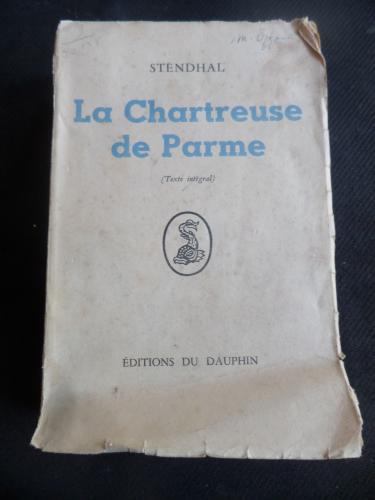 STENDHAL
La Chartreuse
de Parme
(Texte intégral)
ÉDITIONS DU DAUPHIN